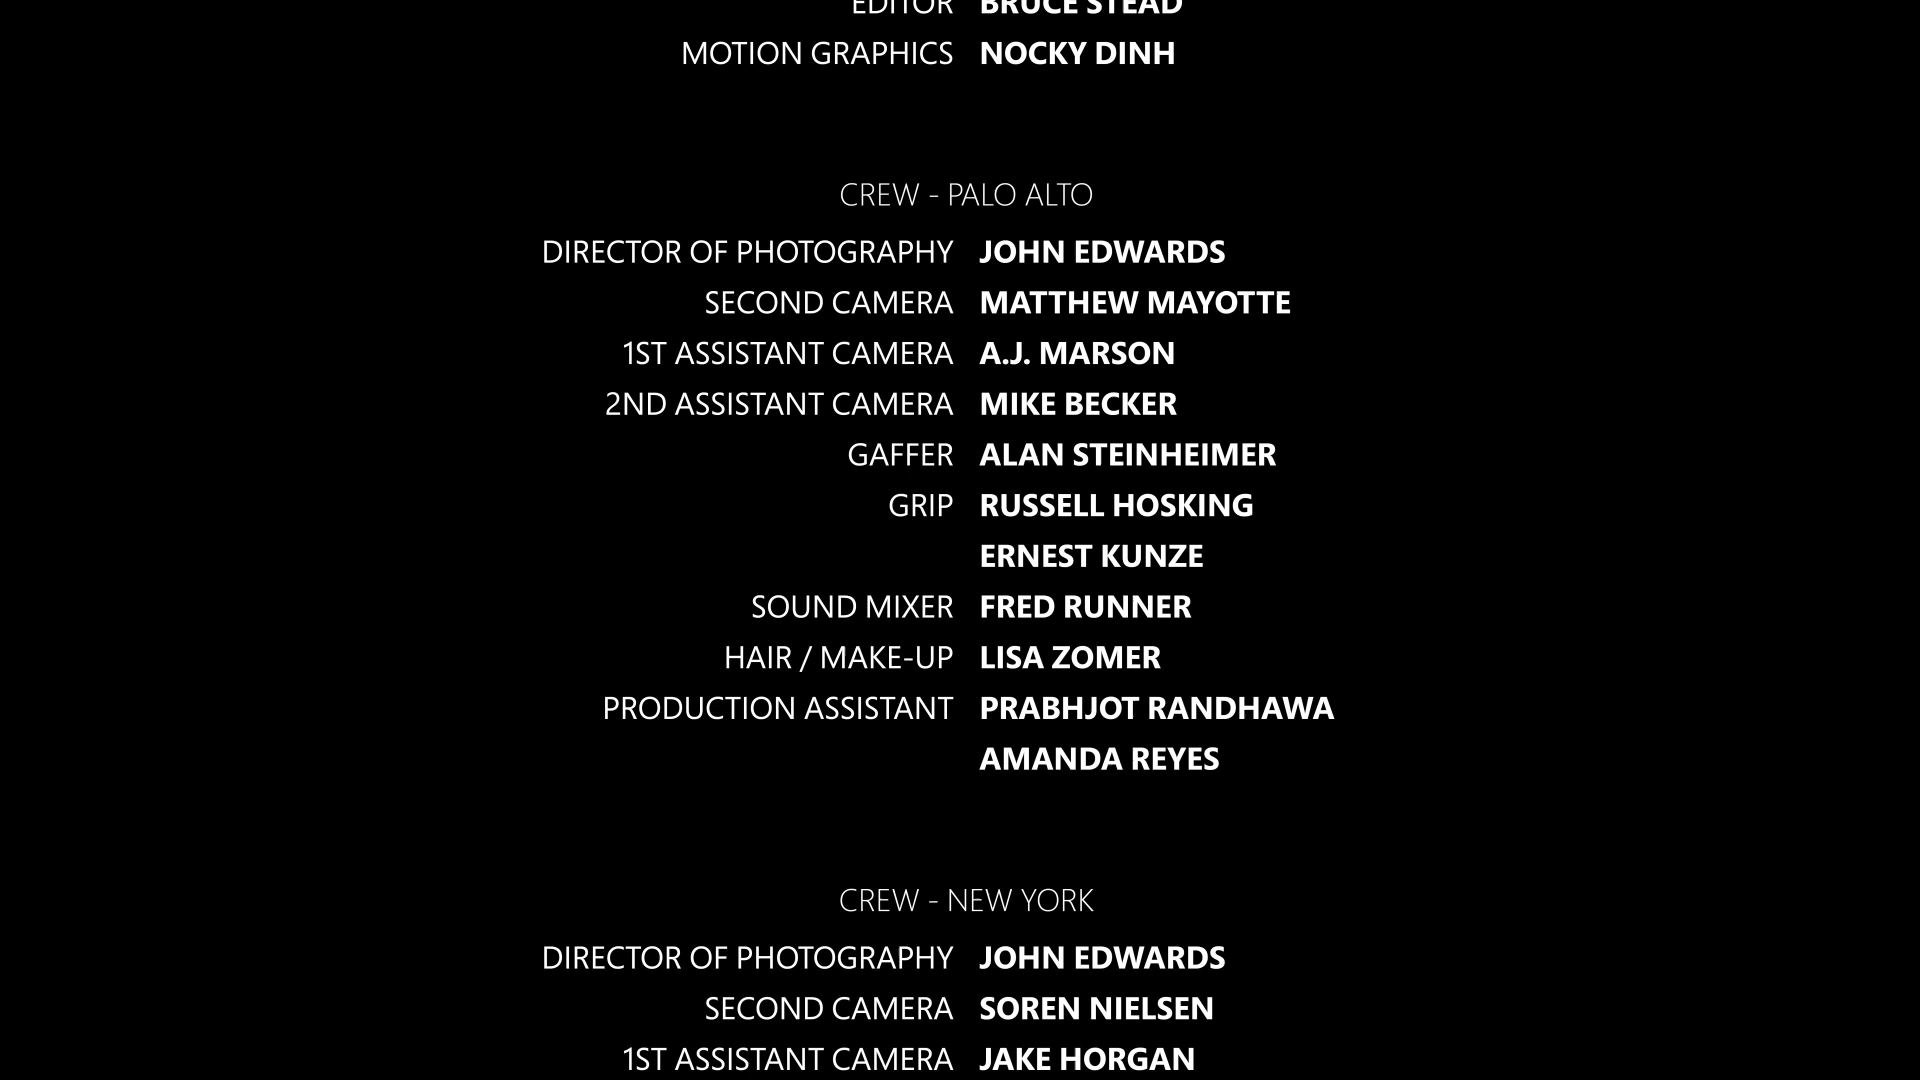 EDITOR BRUCE STEAD
MOTION GRAPHICS NOCKY DINH
CREW - PALO ALTO
DIRECTOR OF PHOTOGRAPHY JOHN EDWARDS
SECOND CAMERA MATTHEW MAYOTTE
1ST ASSISTANT CAMERA A.J. MARSON
2ND ASSISTANT CAMERA MIKE BECKER
GAFFER ALAN STEINHEIMER
GRIP RUSSELL HOSKING
ERNEST KUNZE
SOUND MIXER FRED RUNNER
HAIR / MAKE-UP LISA ZOMER
PRODUCTION ASSISTANT PRABHJOT RANDHAWA
AMANDA REYES
CREW - NEW YORK
DIRECTOR OF PHOTOGRAPHY JOHN EDWARDS
SECOND CAMERA SOREN NIELSEN
1ST ASSISTANT CAMERA JAKE HORGAN